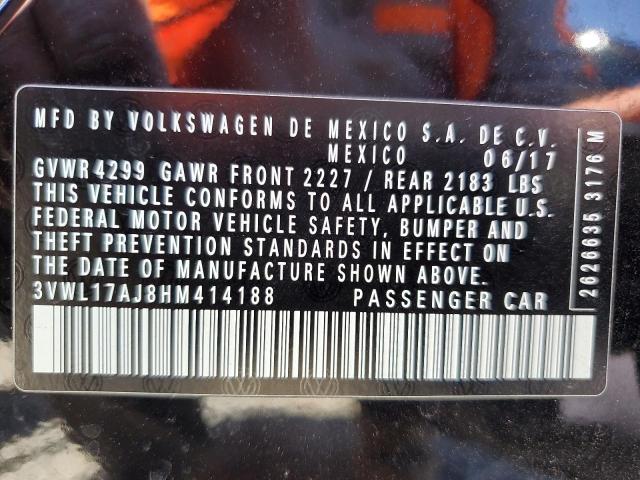 MFD BY VOLKSWAGEN DE MEXICO S.A. DE C.V.
MEXICO 06/17
GVWR 4299 GAWR FRONT 2227 / REAR 2183 LBS
THIS VEHICLE CONFORMS TO ALL APPLICABLE U.S.
FEDERAL MOTOR VEHICLE SAFETY, BUMPER AND
THEFT PREVENTION STANDARDS IN EFFECT ON
THE DATE OF MANUFACTURE SHOWN ABOVE.
3VWL17AJ8HM414188 PASSENGER CAR
2626635 3176 M